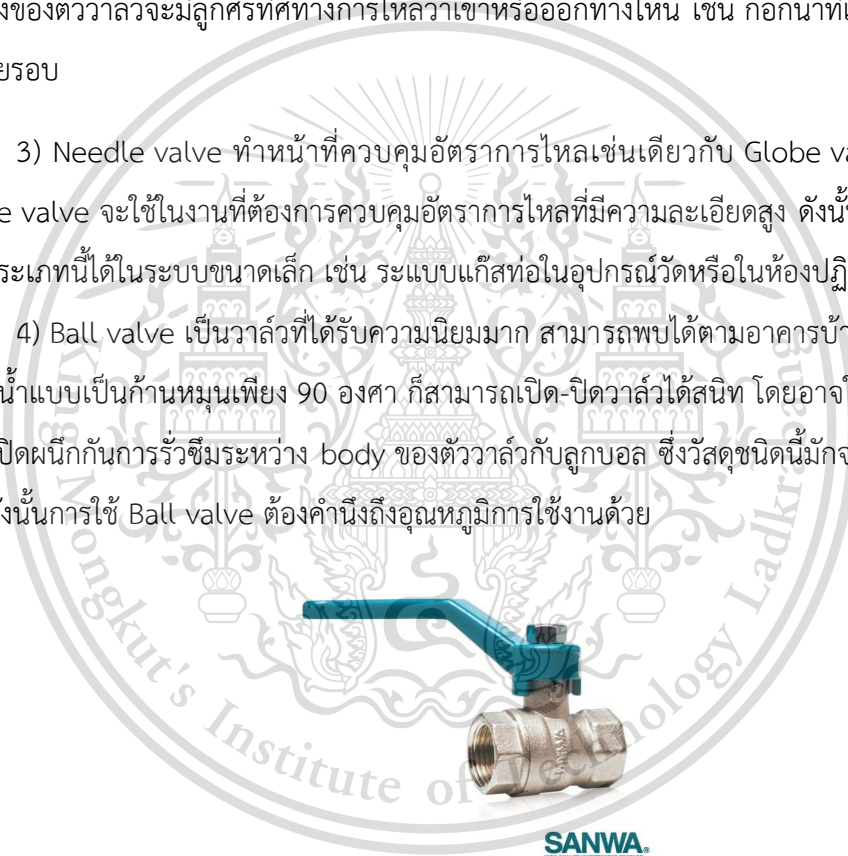 งของตัววาล์วจะมีลูกศรทิศทางการไหลว่าเข้าหรือออกทางไหน เช่น ก๊อกน้ำที่เ
ยรอบ
3) Needle valve ทำหน้าที่ควบคุมอัตราการไหลเช่นเดียวกับ Globe va
e valve จะใช้ในงานที่ต้องการควบคุมอัตราการไหลที่มีความละเอียดสูง ดังนั้น
ระเภทนี้ได้ในระบบขนาดเล็ก เช่น ระแบบแก๊สท่อในอุปกรณ์วัดหรือในห้องปฏิ
4) Ball valve เป็นวาล์วที่ได้รับความนิยมมาก สามารถพบได้ตามอาคารบ้า
น้ำแบบเป็นก้านหมุนเพียง 90 องศา ก็สามารถเปิด-ปิดวาล์วได้สนิท โดยอาจใ
ปิดผนึกกันการรั่วซึมระหว่าง body ของตัววาล์วกับลูกบอล ซึ่งวัสดุชนิดนี้มักจ
ังนั้นการใช้ Ball valve ต้องคำนึงถึงอุณหภูมิการใช้งานด้วย
King Mongkut's Institute of Technology Ladkrabang
SANWA
SANWA®